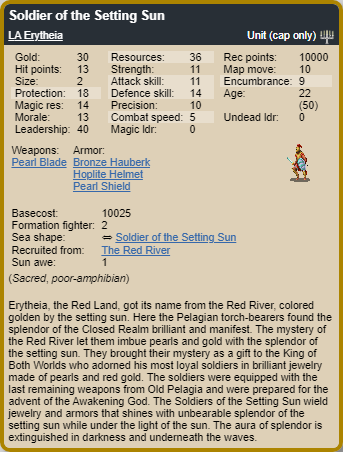 Soldier of the Setting Sun
LA Erytheia Unit (cap only)
Gold: 30 Resources: 36 Rec points: 10000
Hit points: 13 Strength: 11 Map move: 10
Size: 2 Attack skill: 11 Encumbrance: 9
Protection: 18 Defence skill: 14 Age: 22
Magic res: 14 Precision: 10 (50)
Morale: 13 Combat speed: 5 Undead ldr: 0
Leadership: 40 Magic ldr: 0
Weapons: Armor:
Pearl Blade Bronze Hauberk
Hoplite Helmet
Pearl Shield
Basecost: 10025
Formation fighter: 2
Sea shape: ⇔ Soldier of the Setting Sun
Recruited from: The Red River
Sun awe: 1
(Sacred, poor-amphibian)
Erytheia, the Red Land, got its name from the Red River, colored
golden by the setting sun. Here the Pelagian torch-bearers found the
splendor of the Closed Realm brilliant and manifest. The mystery of
the Red River let them imbue pearls and gold with the splendor of
the setting sun. They brought their mystery as a gift to the King of
Both Worlds who adorned his most loyal soldiers in brilliant jewelry
made of pearls and red gold. The soldiers were equipped with the
last remaining weapons from Old Pelagia and were prepared for the
advent of the Awakening God. The Soldiers of the Setting Sun wield
jewelry and armors that shines with unbearable splendor of the
setting sun while under the light of the sun. The aura of splendor is
extinguished in darkness and underneath the waves.